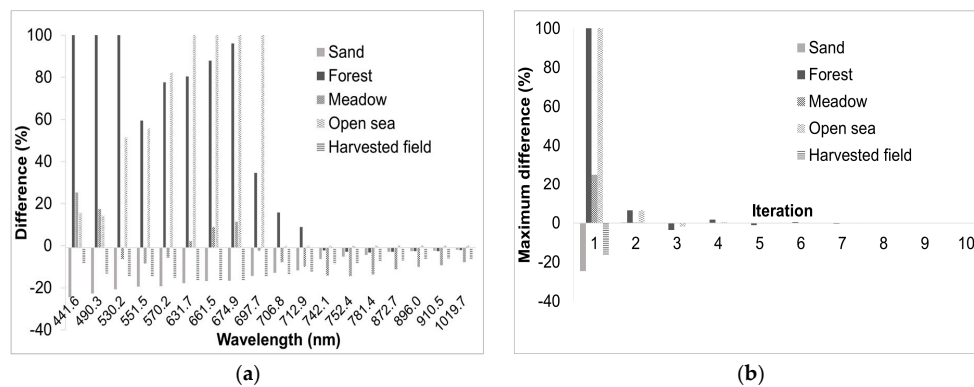 100
80
60
40
20
0
-20
-40
Difference (%)
Sand
Forest
Meadow
Open sea
Harvested field
441.6 490.3 530.2 551.5 570.2 631.7 661.5 674.9 697.7 706.8 712.9 742.1 752.4 781.4 872.7 896.0 910.5 1019.7
Wavelength (nm)
(a)
100
80
60
40
20
0
-20
-40
Maximum difference (%)
Sand
Forest
Meadow
Open sea
Harvested field
Iteration
1 2 3 4 5 6 7 8 9 10
(b)